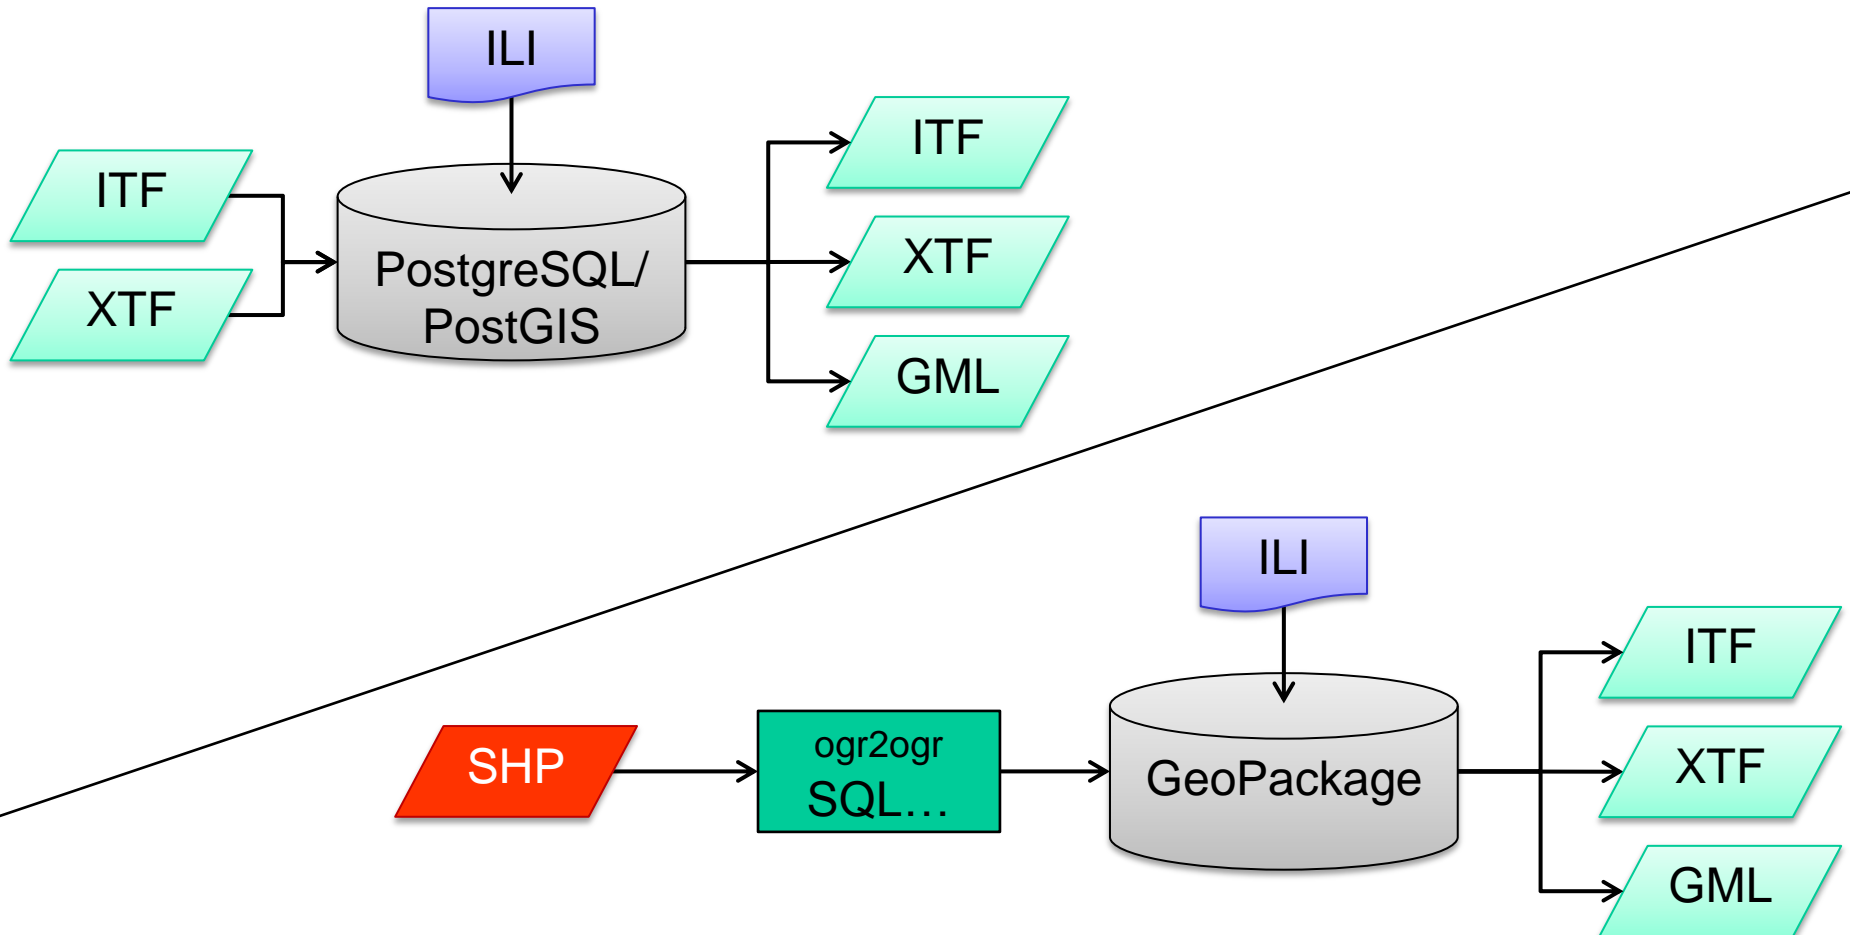 ILI
ITF
XTF
PostgreSQL/
PostGIS
ITF
XTF
GML
ILI
SHP
ogr2ogr
SQL…
GeoPackage
ITF
XTF
GML